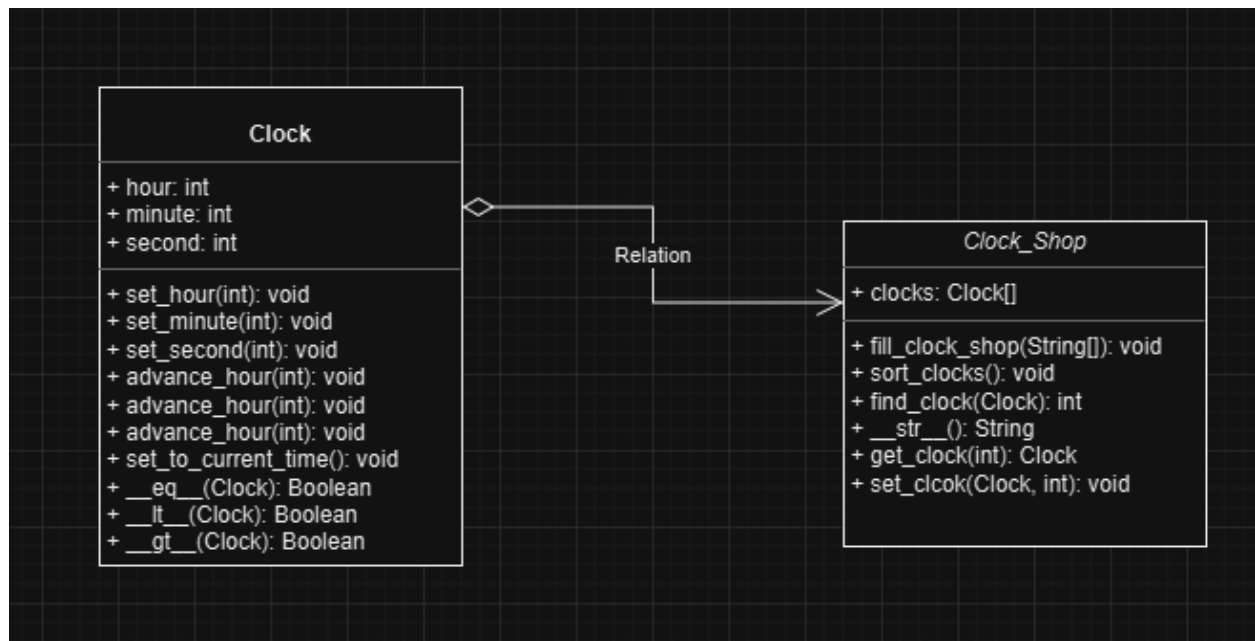 Clock
+ hour: int
+ minute: int
+ second: int
+ set_hour(int): void
+ set_minute(int): void
+ set_second(int): void
+ advance_hour(int): void
+ advance_hour(int): void
+ advance_hour(int): void
+ set_to_current_time(): void
+ __eq__(Clock): Boolean
+ __lt__(Clock): Boolean
+ __gt__(Clock): Boolean
Relation
Clock_Shop
+ clocks: Clock[]
+ fill_clock_shop(String[]): void
+ sort_clocks(): void
+ find_clock(Clock): int
+ __str__(): String
+ get_clock(int): Clock
+ set_clcok(Clock, int): void